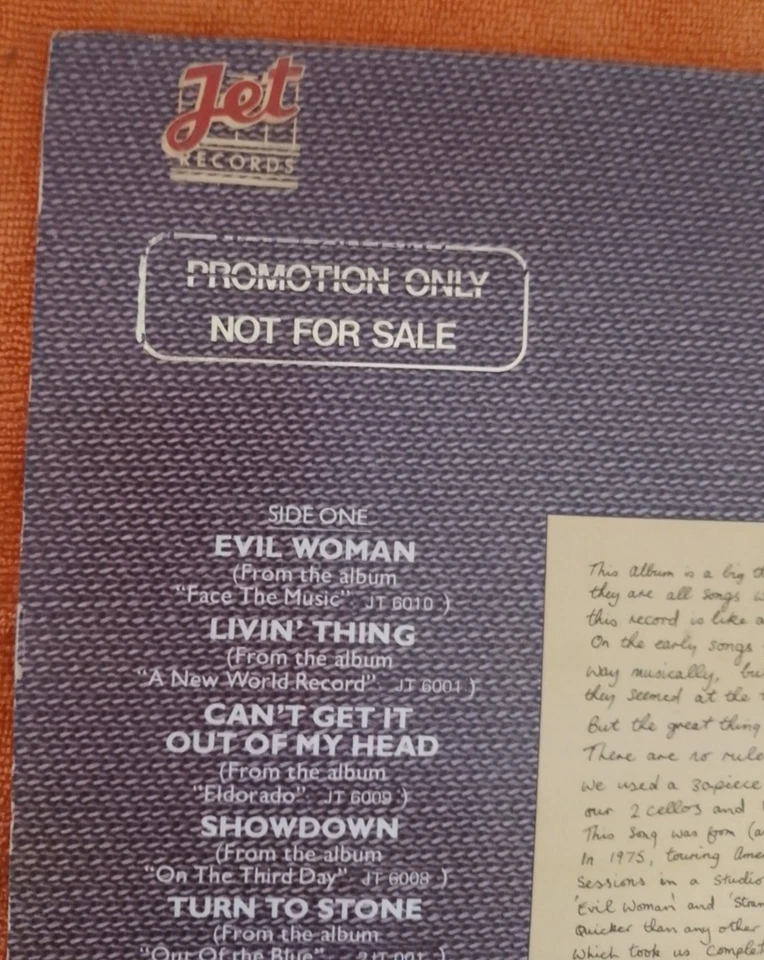 Jet
RECORDS
PROMOTION ONLY
NOT FOR SALE
SIDE ONE
EVIL WOMAN
(From the album
"Face The Music". JT 6010 )
LIVIN' THING
(From the album
"A New World Record". JT 6001 )
CAN'T GET IT
OUT OF MY HEAD
(From the album
"Eldorado". JT 6009 )
SHOWDOWN
(From the album
"On The Third Day". JT 6008 )
TURN TO STONE
(From the album
"Out Of the Blue".
This album is a big
they are all songs
this record is like
On the early songs
way musically,
they seemed at the
But the great thing
There are no
We used a 30piece
our 2 cellos and
This song was from
In 1975, touring
Sessions in a Studio
'Evil Woman' and
quicker than any other
which took us